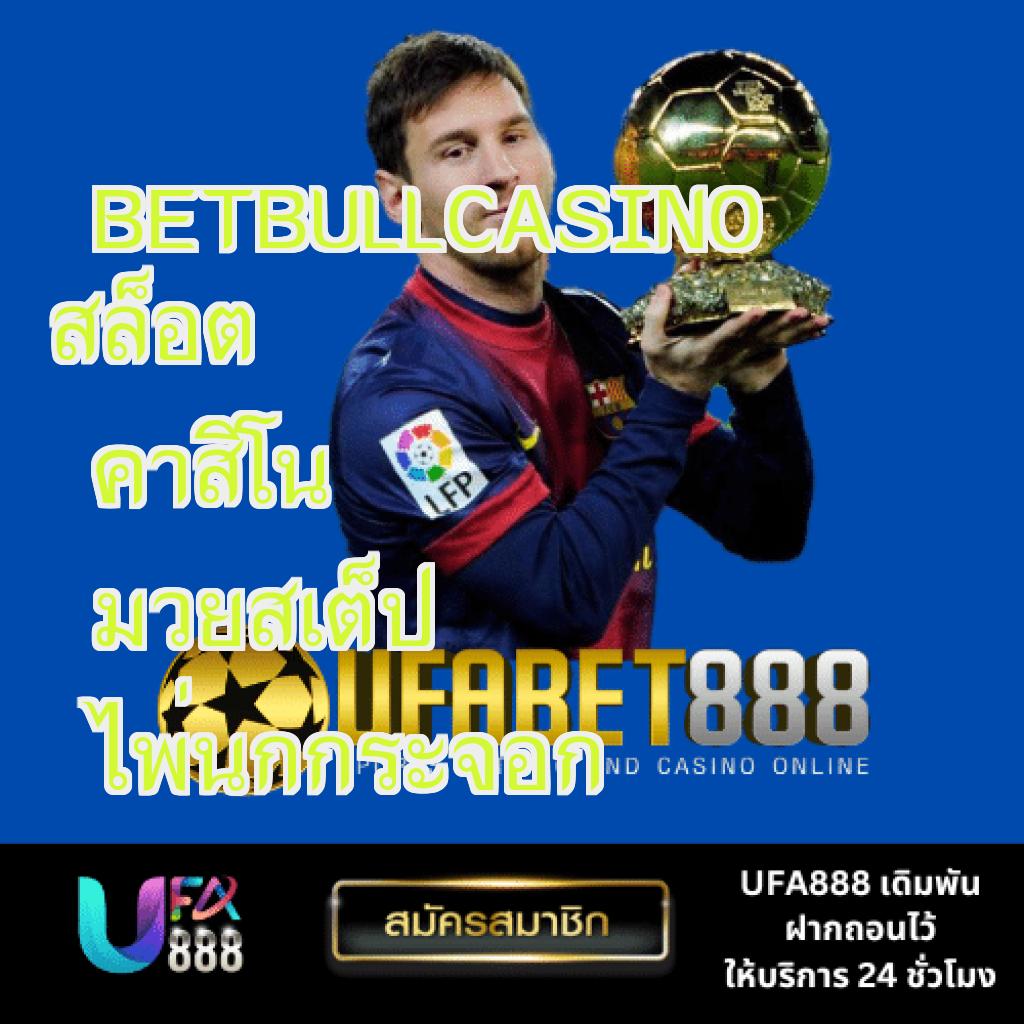 BETBULLCASINO
สล็อต
คาสิโน
LFP
มวยสเต็ป
UFABET888
ไพ่นกกระจอก
ND CASINO ONLINE
UFA
888
สมัครสมาชิก
UFA888 เดิมพัน
ฝากถอนไว้
ให้บริการ 24 ชั่วโมง